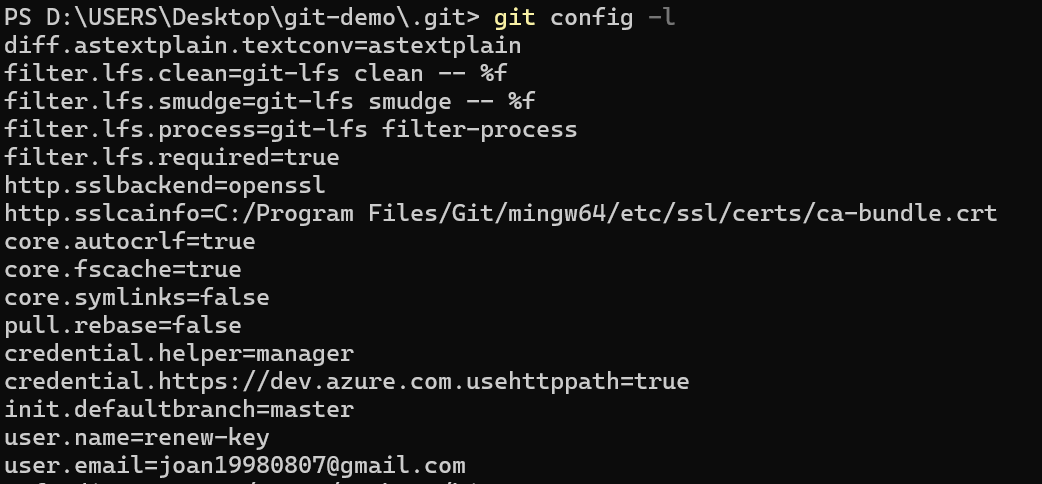 PS D:\USERS\Desktop\git-demo\.git> git config -l
diff.astextplain.textconv=astextplain
filter.lfs.clean=git-lfs clean -- %f
filter.lfs.smudge=git-lfs smudge -- %f
filter.lfs.process=git-lfs filter-process
filter.lfs.required=true
http.sslbackend=openssl
http.sslcainfo=C:/Program Files/Git/mingw64/etc/ssl/certs/ca-bundle.crt
core.autocrlf=true
core.fscache=true
core.symlinks=false
pull.rebase=false
credential.helper=manager
credential.https://dev.azure.com.usehttppath=true
init.defaultbranch=master
user.name=renew-key
user.email=joan19980807@gmail.com